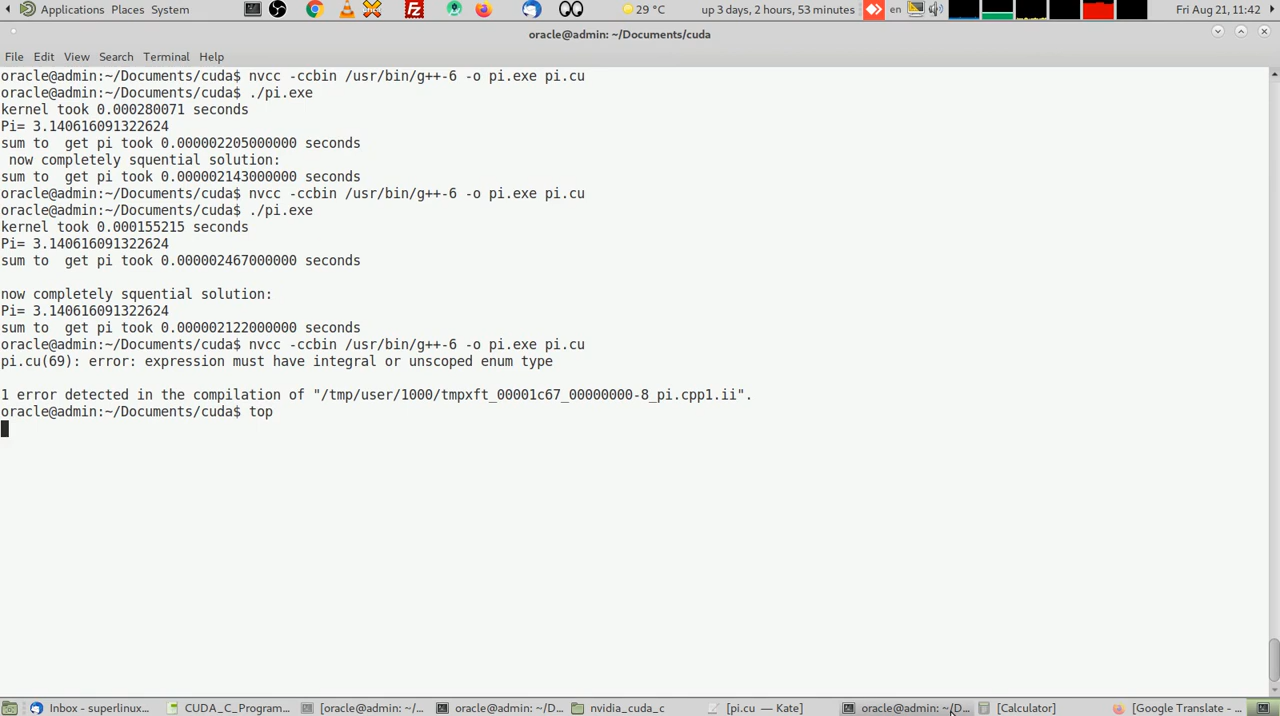 Applications Places System
29 °C
up 3 days, 2 hours, 53 minutes
en
Fri Aug 21, 11:42
oracle@admin: ~/Documents/cuda
File Edit View Search Terminal Help
oracle@admin:~/Documents/cuda$ nvcc -ccbin /usr/bin/g++-6 -o pi.exe pi.cu
oracle@admin:~/Documents/cuda$ ./pi.exe
kernel took 0.000280071 seconds
Pi= 3.140616091322624
sum to  get pi took 0.000002205000000 seconds
 now completely squential solution:
sum to  get pi took 0.000002143000000 seconds
oracle@admin:~/Documents/cuda$ nvcc -ccbin /usr/bin/g++-6 -o pi.exe pi.cu
oracle@admin:~/Documents/cuda$ ./pi.exe
kernel took 0.000155215 seconds
Pi= 3.140616091322624
sum to  get pi took 0.000002467000000 seconds
now completely squential solution:
Pi= 3.140616091322624
sum to  get pi took 0.000002122000000 seconds
oracle@admin:~/Documents/cuda$ nvcc -ccbin /usr/bin/g++-6 -o pi.exe pi.cu
pi.cu(69): error: expression must have integral or unscoped enum type
1 error detected in the compilation of "/tmp/user/1000/tmpxft_00001c67_00000000-8_pi.cpp1.ii".
oracle@admin:~/Documents/cuda$ top
Inbox - superlinux...
CUDA_C_Program...
[oracle@admin: ~/...
oracle@admin: ~/D...
nvidia_cuda_c
[pi.cu — Kate]
oracle@admin: ~/D...
[Calculator]
[Google Translate - ...